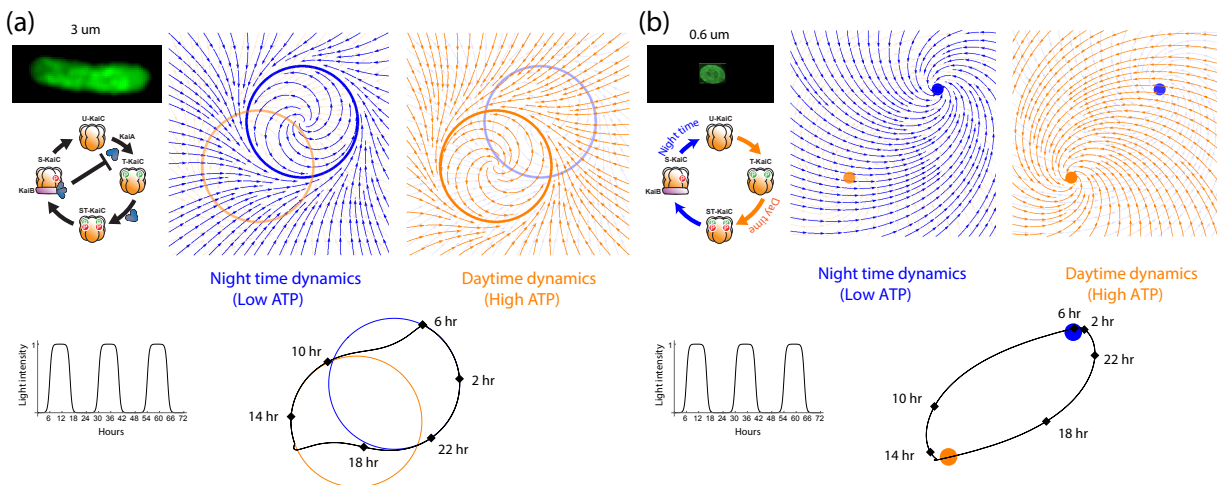 (a)
3 um
U-KaiC
KaiA
S-KaiC
T-KaiC
KaiB
ST-KaiC
Night time dynamics
(Low ATP)
Daytime dynamics
(High ATP)
Light intensity
1
0
6 12 18 24 30 36 42 48 54 60 66 72
Hours
6 hr
10 hr
2 hr
14 hr
18 hr
22 hr
(b)
0.6 um
Night time
U-KaiC
S-KaiC
T-KaiC
KaiB
ST-KaiC
Day time
Night time dynamics
(Low ATP)
Daytime dynamics
(High ATP)
Light intensity
1
0
6 12 18 24 30 36 42 48 54 60 66 72
Hours
6 hr
2 hr
22 hr
10 hr
18 hr
14 hr